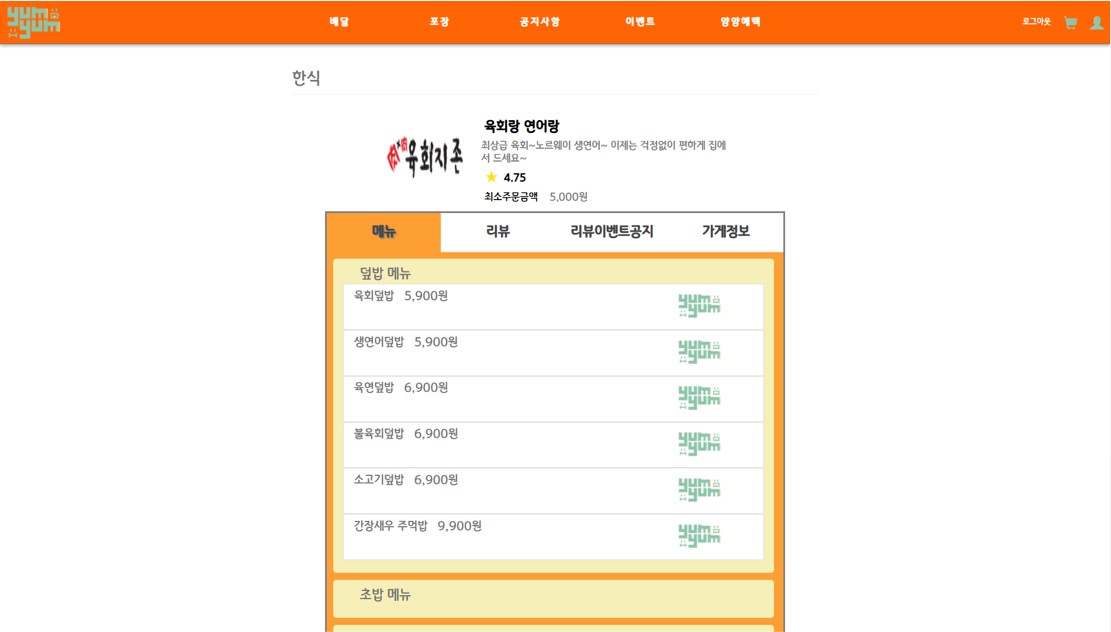 yum
yum
배달 포장 공지사항 이벤트 얌얌혜택 로그아웃
한식
육회지존
육회랑 연어랑
최상급 육회~노르웨이 생연어~ 이제는 걱정없이 편하게 집에
서 드세요~
★ 4.75
최소주문금액 5,000원
메뉴 리뷰 리뷰이벤트공지 가게정보
덮밥 메뉴
육회덮밥 5,900원
yum
yum
생연어덮밥 5,900원
yum
yum
육연덮밥 6,900원
yum
yum
불육회덮밥 6,900원
yum
yum
소고기덮밥 6,900원
yum
yum
간장새우 주먹밥 9,900원
yum
yum
초밥 메뉴